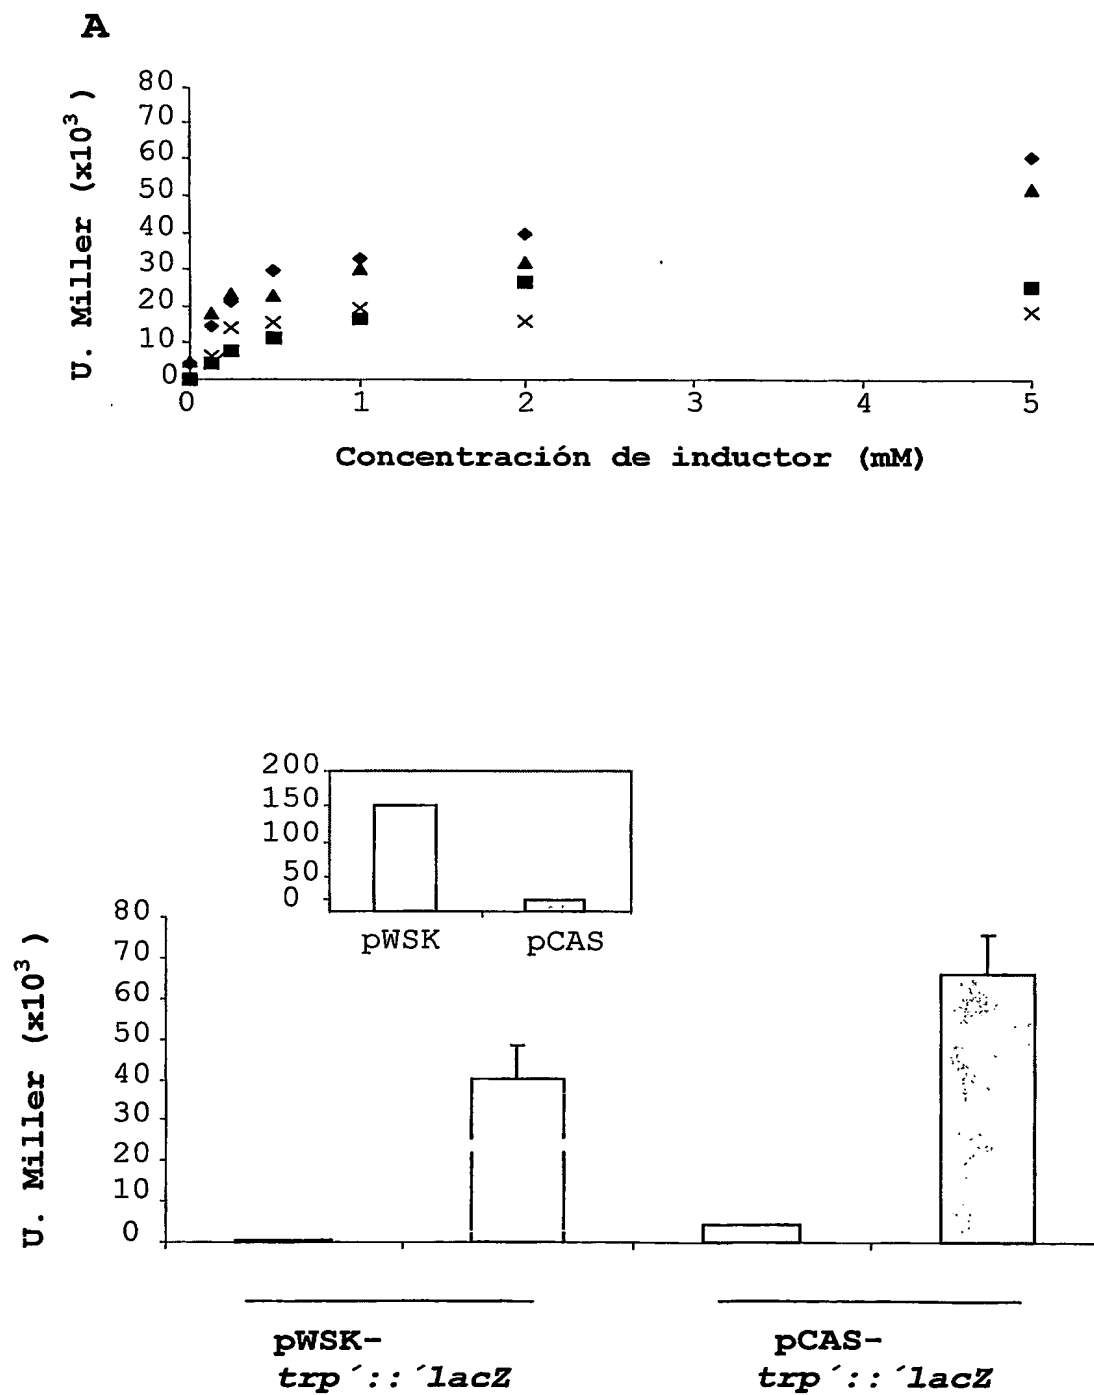 A
U. Miller (x10³)
80
70
60
50
40
30
20
10
0
0 1 2 3 4 5
Concentración de inductor (mM)
200
150
100
50
0
pWSK pCAS
U. Miller (x10³)
80
70
60
50
40
30
20
10
0
pWSK- pCAS-
trp´::´lacZ trp´::´lacZ